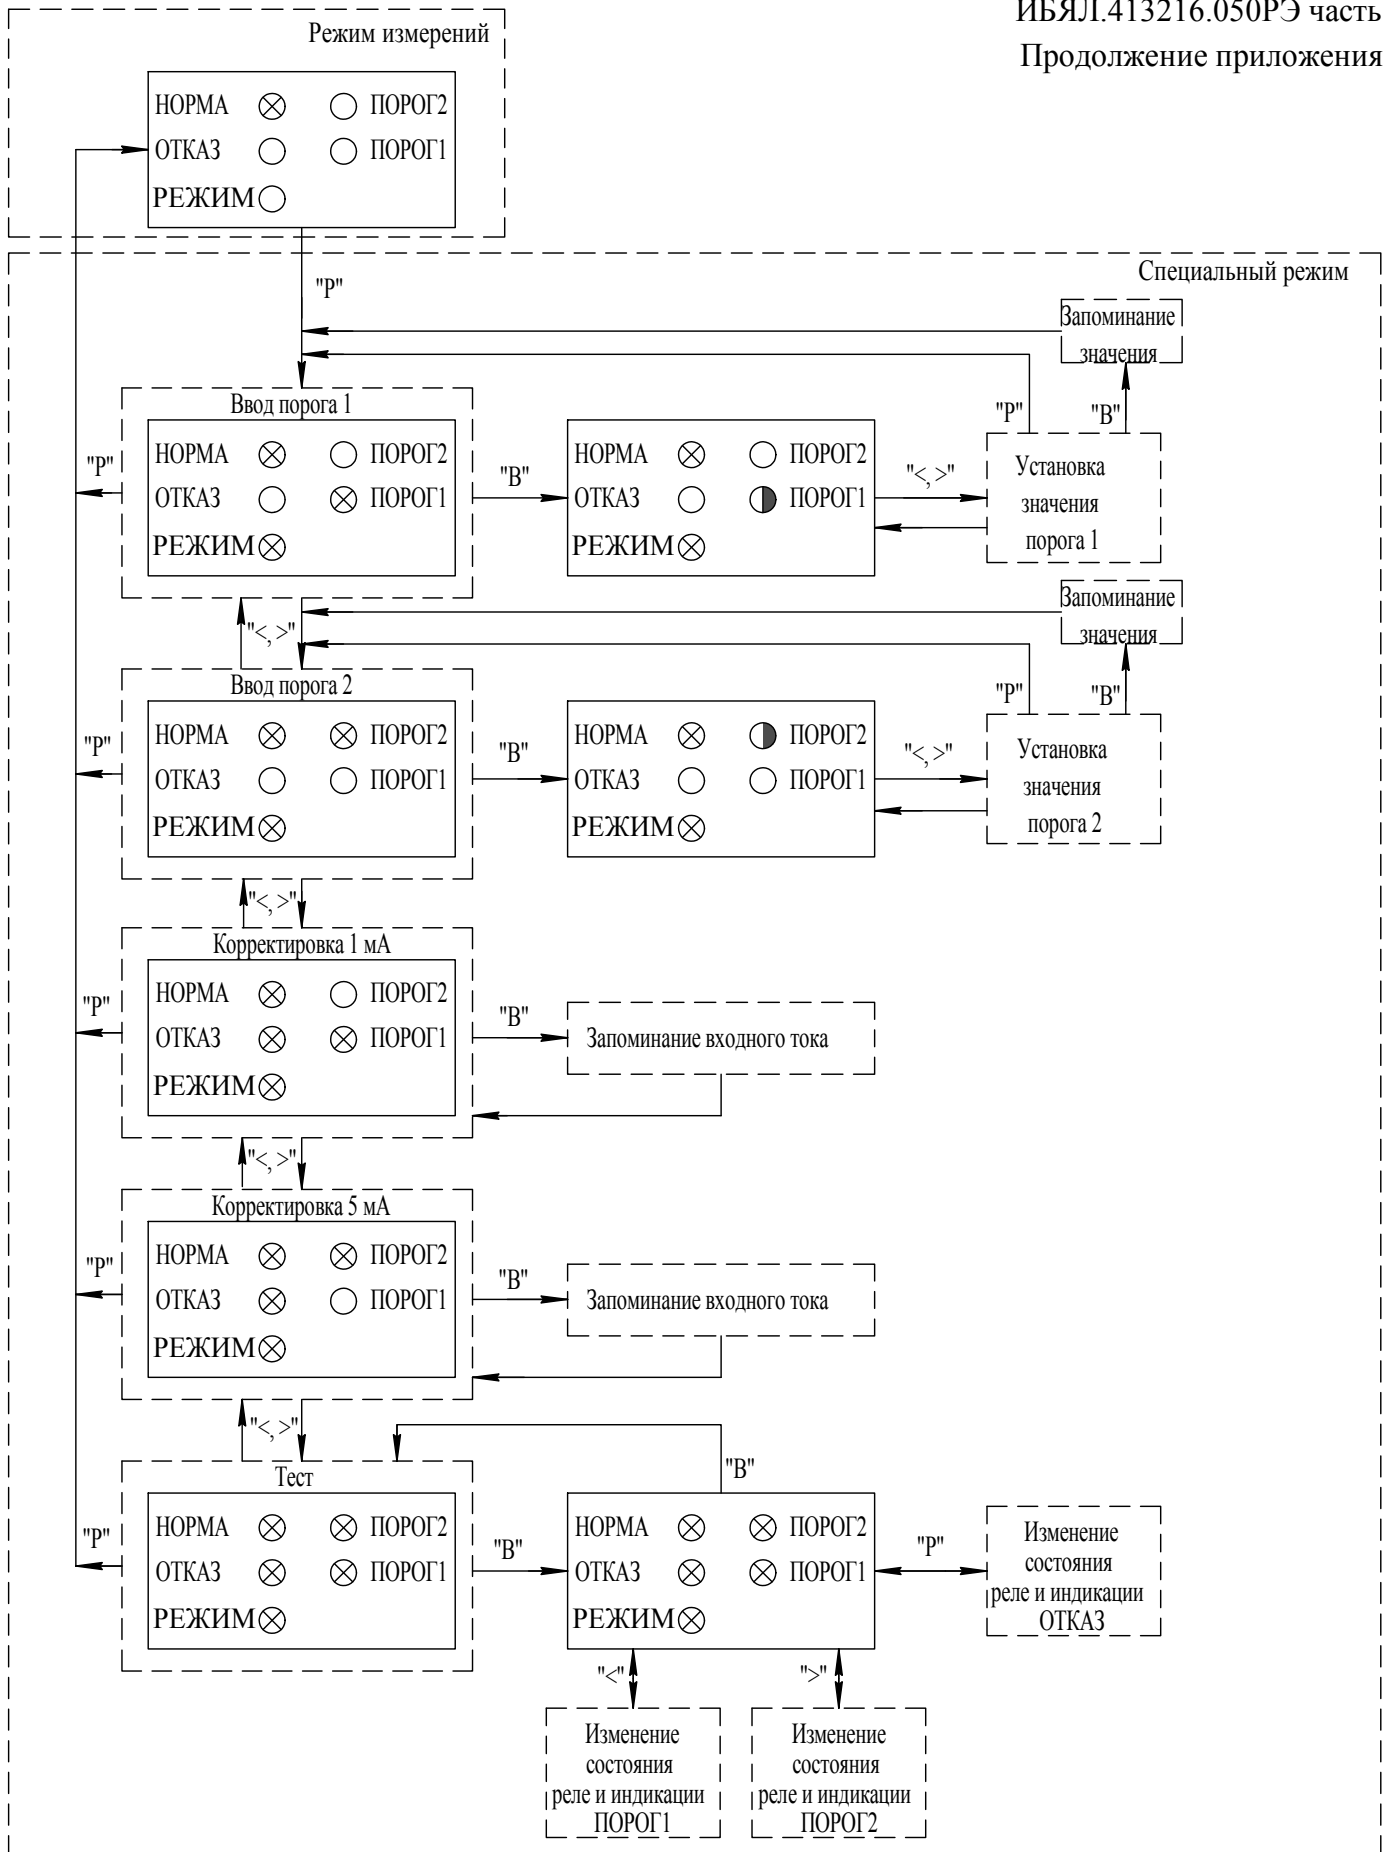 ИБЯЛ.413216.050РЭ часть
Продолжение приложения
Режим измерений
НОРМА ПОРОГ2
ОТКАЗ ПОРОГ1
РЕЖИМ
Специальный режим
"Р"
Запоминание
значения
"Р" "В"
Ввод порога 1
"Р"
НОРМА ПОРОГ2
ОТКАЗ ПОРОГ1
РЕЖИМ
"В"
НОРМА ПОРОГ2
ОТКАЗ ПОРОГ1
РЕЖИМ
"<, >"
Установка
значения
порога 1
"<, >"
Запоминание
значения
"Р" "В"
Ввод порога 2
"Р"
НОРМА ПОРОГ2
ОТКАЗ ПОРОГ1
РЕЖИМ
"В"
НОРМА ПОРОГ2
ОТКАЗ ПОРОГ1
РЕЖИМ
"<, >"
Установка
значения
порога 2
"<, >"
Корректировка 1 мА
"Р"
НОРМА ПОРОГ2
ОТКАЗ ПОРОГ1
РЕЖИМ
"В"
Запоминание входного тока
"<, >"
Корректировка 5 мА
"Р"
НОРМА ПОРОГ2
ОТКАЗ ПОРОГ1
РЕЖИМ
"В"
Запоминание входного тока
"<, >"
Тест
"В"
"Р"
НОРМА ПОРОГ2
ОТКАЗ ПОРОГ1
РЕЖИМ
"В"
НОРМА ПОРОГ2
ОТКАЗ ПОРОГ1
РЕЖИМ
"Р"
Изменение
состояния
реле и индикации
ОТКАЗ
"<" ">"
Изменение
состояния
реле и индикации
ПОРОГ1
Изменение
состояния
реле и индикации
ПОРОГ2